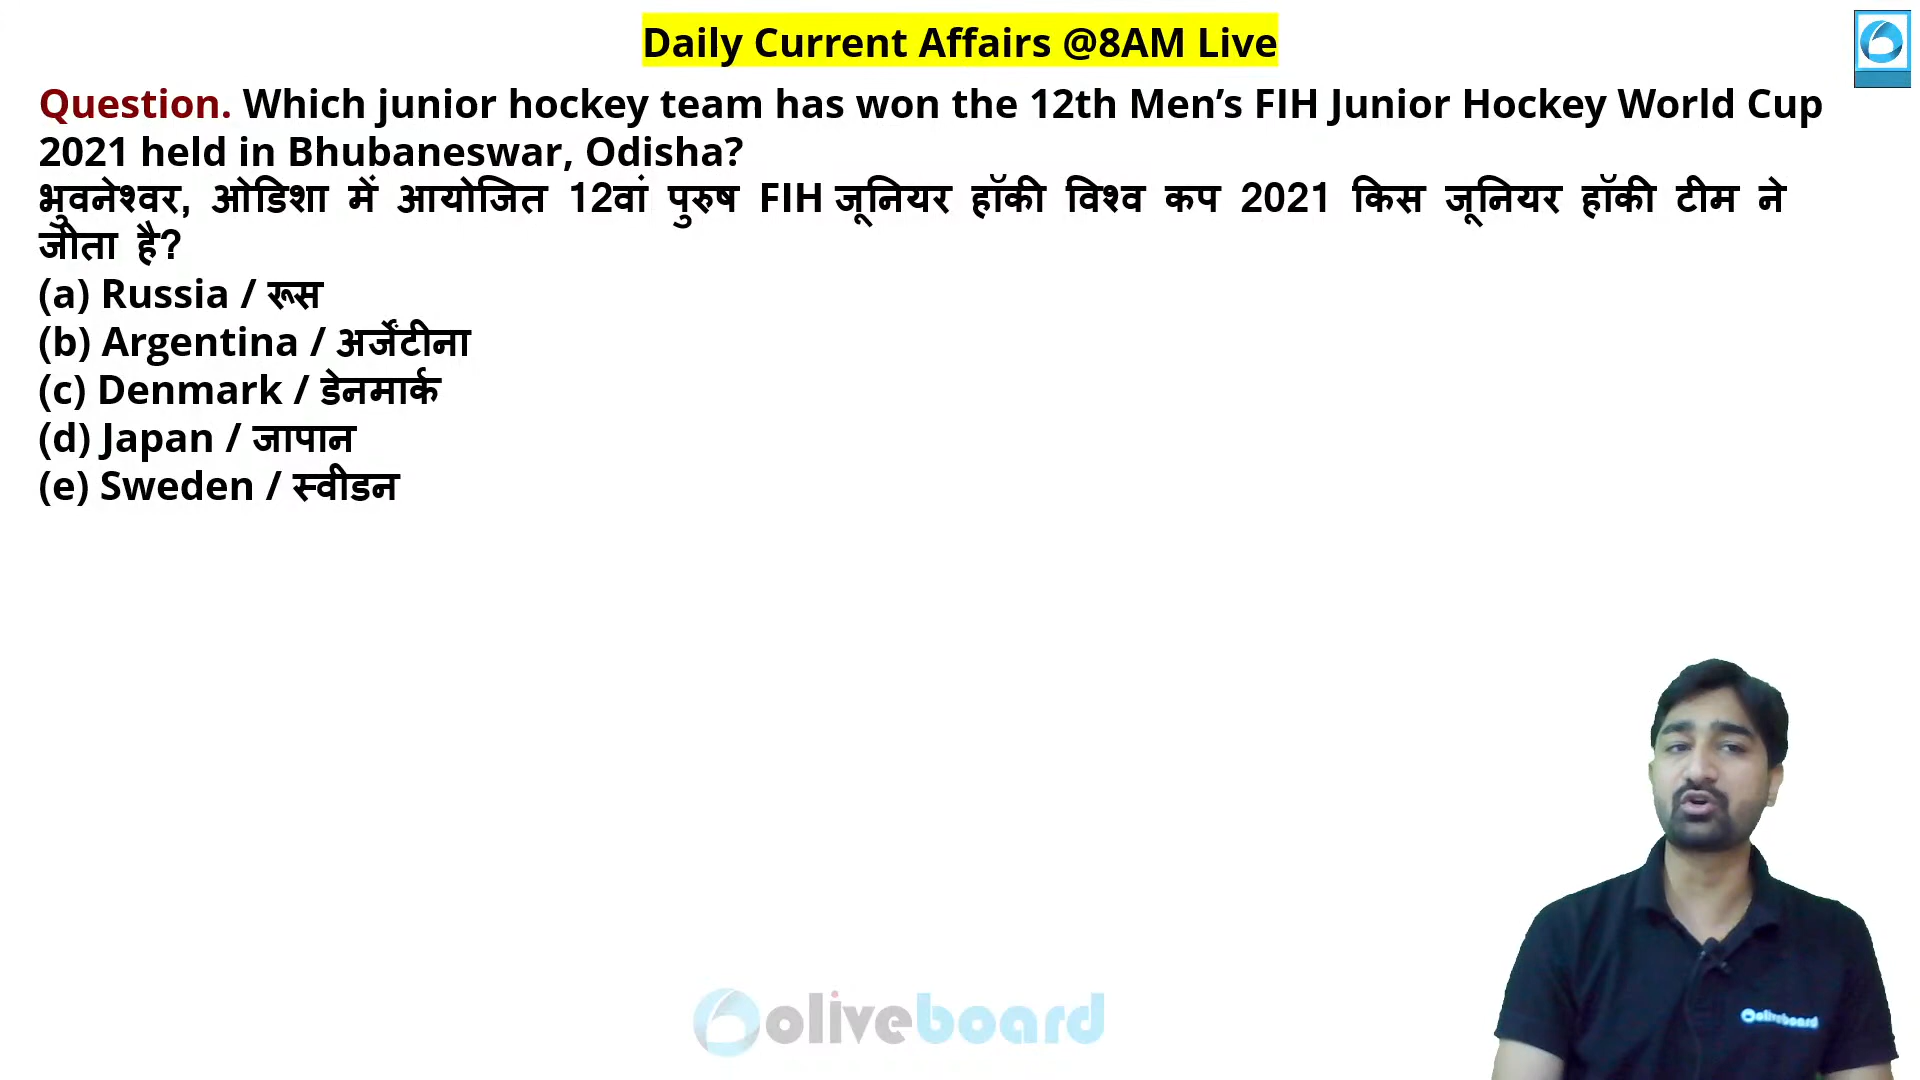 Daily Current Affairs @8AM Live
Question. Which junior hockey team has won the 12th Men’s FIH Junior Hockey World Cup
2021 held in Bhubaneswar, Odisha?
भुवनेश्वर, ओडिशा में आयोजित 12वां पुरुष FIH जूनियर हॉकी विश्व कप 2021 किस जूनियर हॉकी टीम ने
जीता है?
(a) Russia / रूस
(b) Argentina / अर्जेंटीना
(c) Denmark / डेनमार्क
(d) Japan / जापान
(e) Sweden / स्वीडन
oliveboard
oliveboard